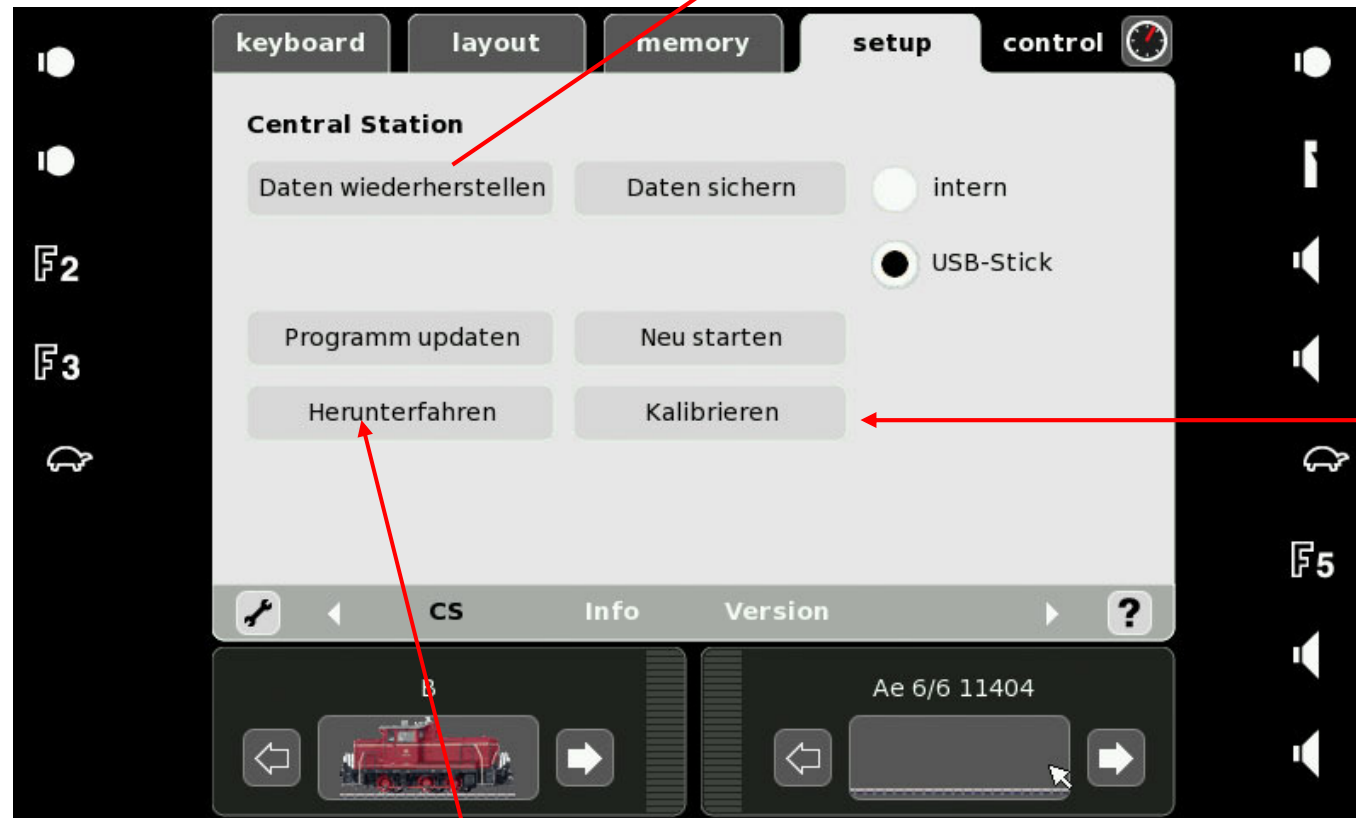 keyboard layout memory setup control
Central Station
Daten wiederherstellen Daten sichern intern
F2
USB-Stick
Programm updaten Neu starten
F3
Herunterfahren Kalibrieren
F5
CS Info Version ?
B Ae 6/6 11404